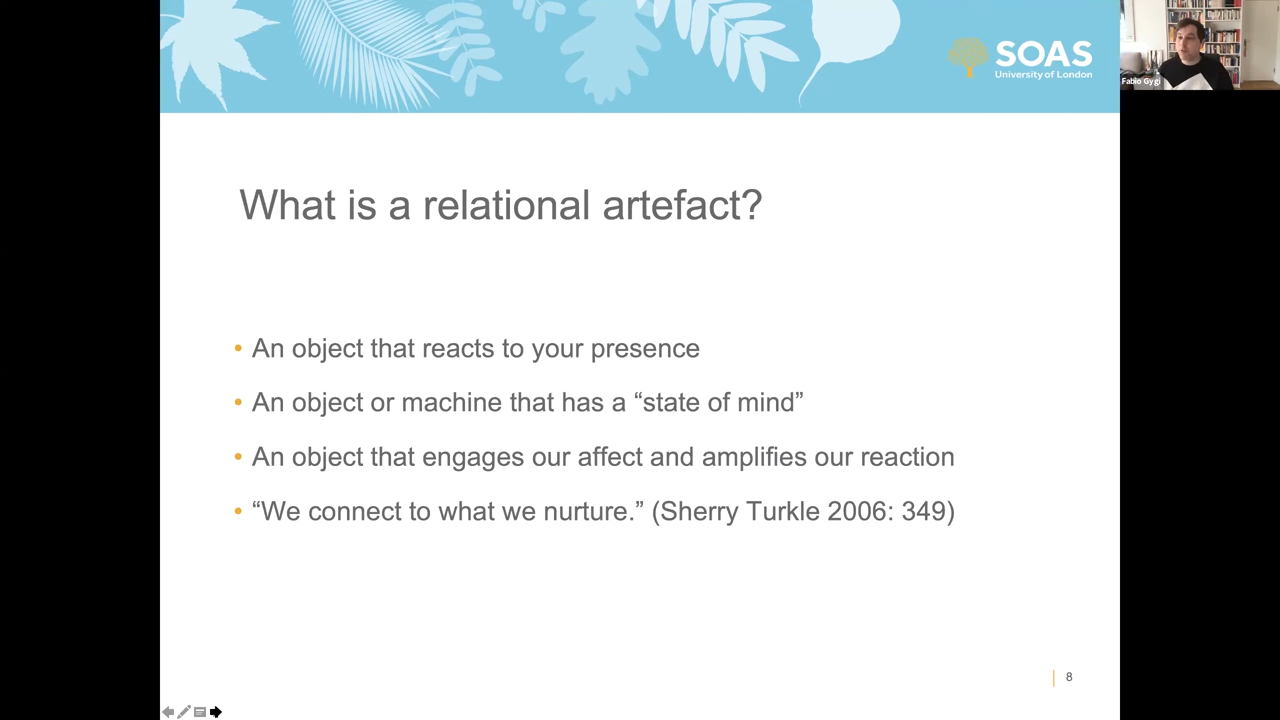 SOAS
University of London
Fabio Gygi
What is a relational artefact?
• An object that reacts to your presence
• An object or machine that has a “state of mind”
• An object that engages our affect and amplifies our reaction
• “We connect to what we nurture.” (Sherry Turkle 2006: 349)
8